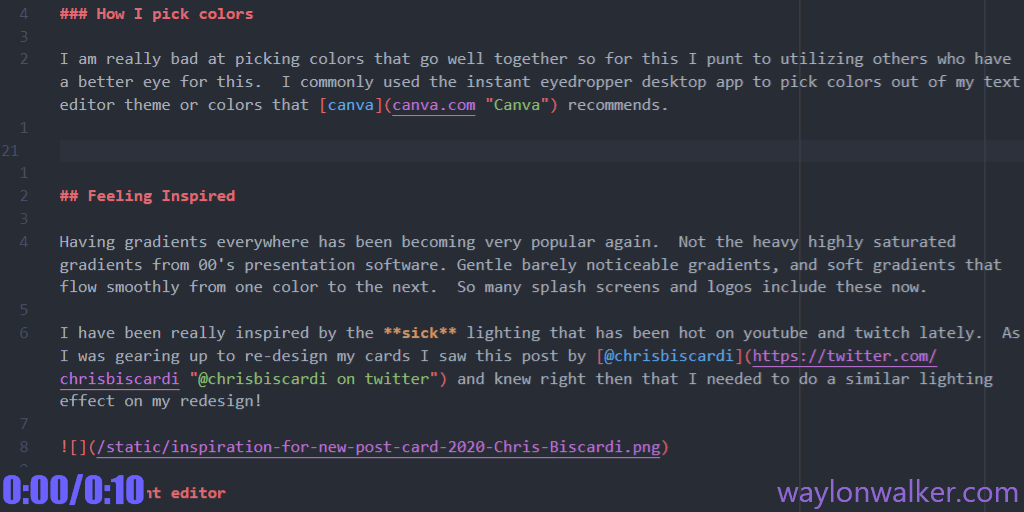 4 ### How I pick colors
3
2 I am really bad at picking colors that go well together so for this I punt to utilizing others who have
a better eye for this.  I commonly used the instant eyedropper desktop app to pick colors out of my text
editor theme or colors that [canva](canva.com "Canva") recommends.
1
21
1
2 ## Feeling Inspired
3
4 Having gradients everywhere has been becoming very popular again.  Not the heavy highly saturated
gradients from 00's presentation software. Gentle barely noticeable gradients, and soft gradients that
flow smoothly from one color to the next.  So many splash screens and logos include these now.
5
6 I have been really inspired by the **sick** lighting that has been hot on youtube and twitch lately.  As
I was gearing up to re-design my cards I saw this post by [@chrisbiscardi](https://twitter.com/
chrisbiscardi "@chrisbiscardi on twitter") and knew right then that I needed to do a similar lighting
effect on my redesign!
7
8 ![](/static/inspiration-for-new-post-card-2020-Chris-Biscardi.png)
0:00/0:10 editor
waylonwalker.com